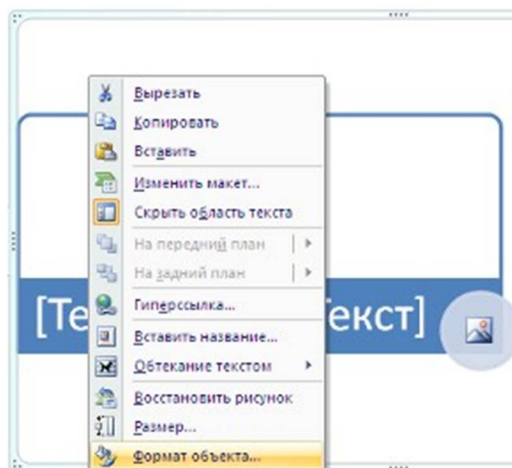 Вырезать
Копировать
Вставить
Изменить макет...
Скрыть область текста
На передний план
На задний план
Гиперссылка...
[Те екст]
Вставить название...
Обтекание текстом
Восстановить рисунок
Размер...
Формат объекта...